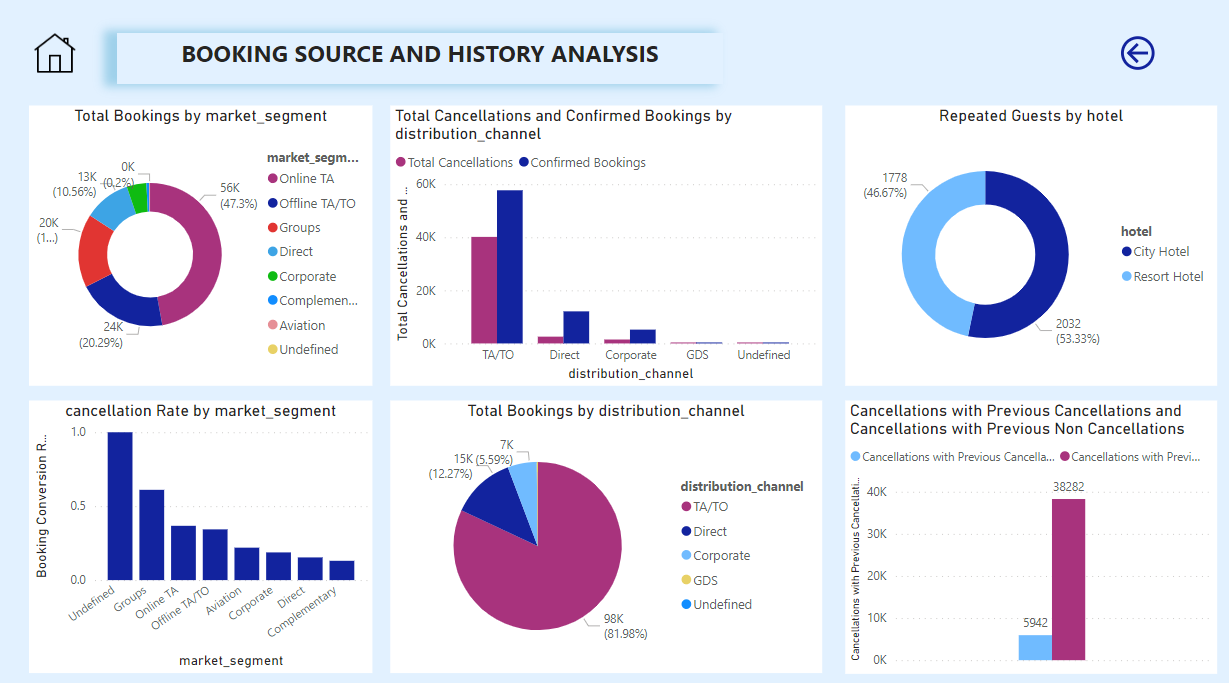 BOOKING SOURCE AND HISTORY ANALYSIS
Total Bookings by market_segment
0K
(0.2%)
13K
(10.56%)
20K
(1...)
24K
(20.29%)
56K
(47.3%)
market_segm...
Online TA
Offline TA/TO
Groups
Direct
Corporate
Complemen...
Aviation
Undefined
Total Cancellations and Confirmed Bookings by
distribution_channel
Total Cancellations Confirmed Bookings
Total Cancellations and ...
60K
40K
20K
0K
TA/TO Direct Corporate GDS Undefined
distribution_channel
Repeated Guests by hotel
1778
(46.67%)
2032
(53.33%)
hotel
City Hotel
Resort Hotel
cancellation Rate by market_segment
Booking Conversion R...
1.0
0.5
0.0
Undefined
Groups
Online TA
Offline TA/TO
Aviation
Corporate
Direct
Complementary
market_segment
Total Bookings by distribution_channel
7K
(5.59%)
15K
(12.27%)
98K
(81.98%)
distribution_channel
TA/TO
Direct
Corporate
GDS
Undefined
Cancellations with Previous Cancellations and
Cancellations with Previous Non Cancellations
Cancellations with Previous Cancella... Cancellations with Previ...
Cancellations with Previous Cancellati...
40K
30K
20K
10K
0K
5942
38282